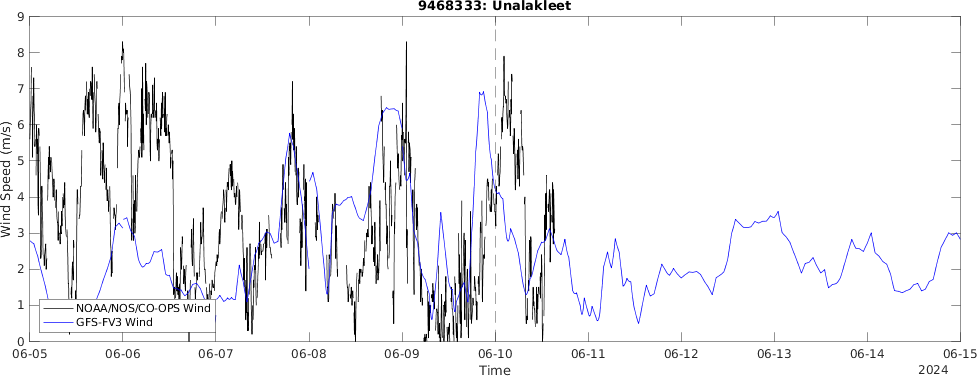 9468333: Unalakleet
Wind Speed (m/s)
9
8
7
6
5
4
3
2
1
0
NOAA/NOS/CO-OPS Wind
GFS-FV3 Wind
06-05 06-06 06-07 06-08 06-09 06-10 06-11 06-12 06-13 06-14 06-15
Time
2024